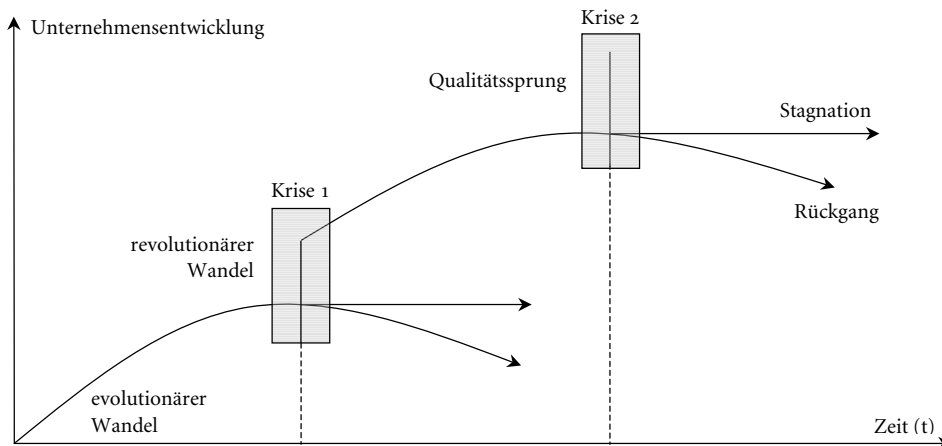 Unternehmensentwicklung
Krise 2
Qualitätssprung
Stagnation
Krise 1
Rückgang
revolutionärer
Wandel
evolutionärer
Wandel
Zeit (t)